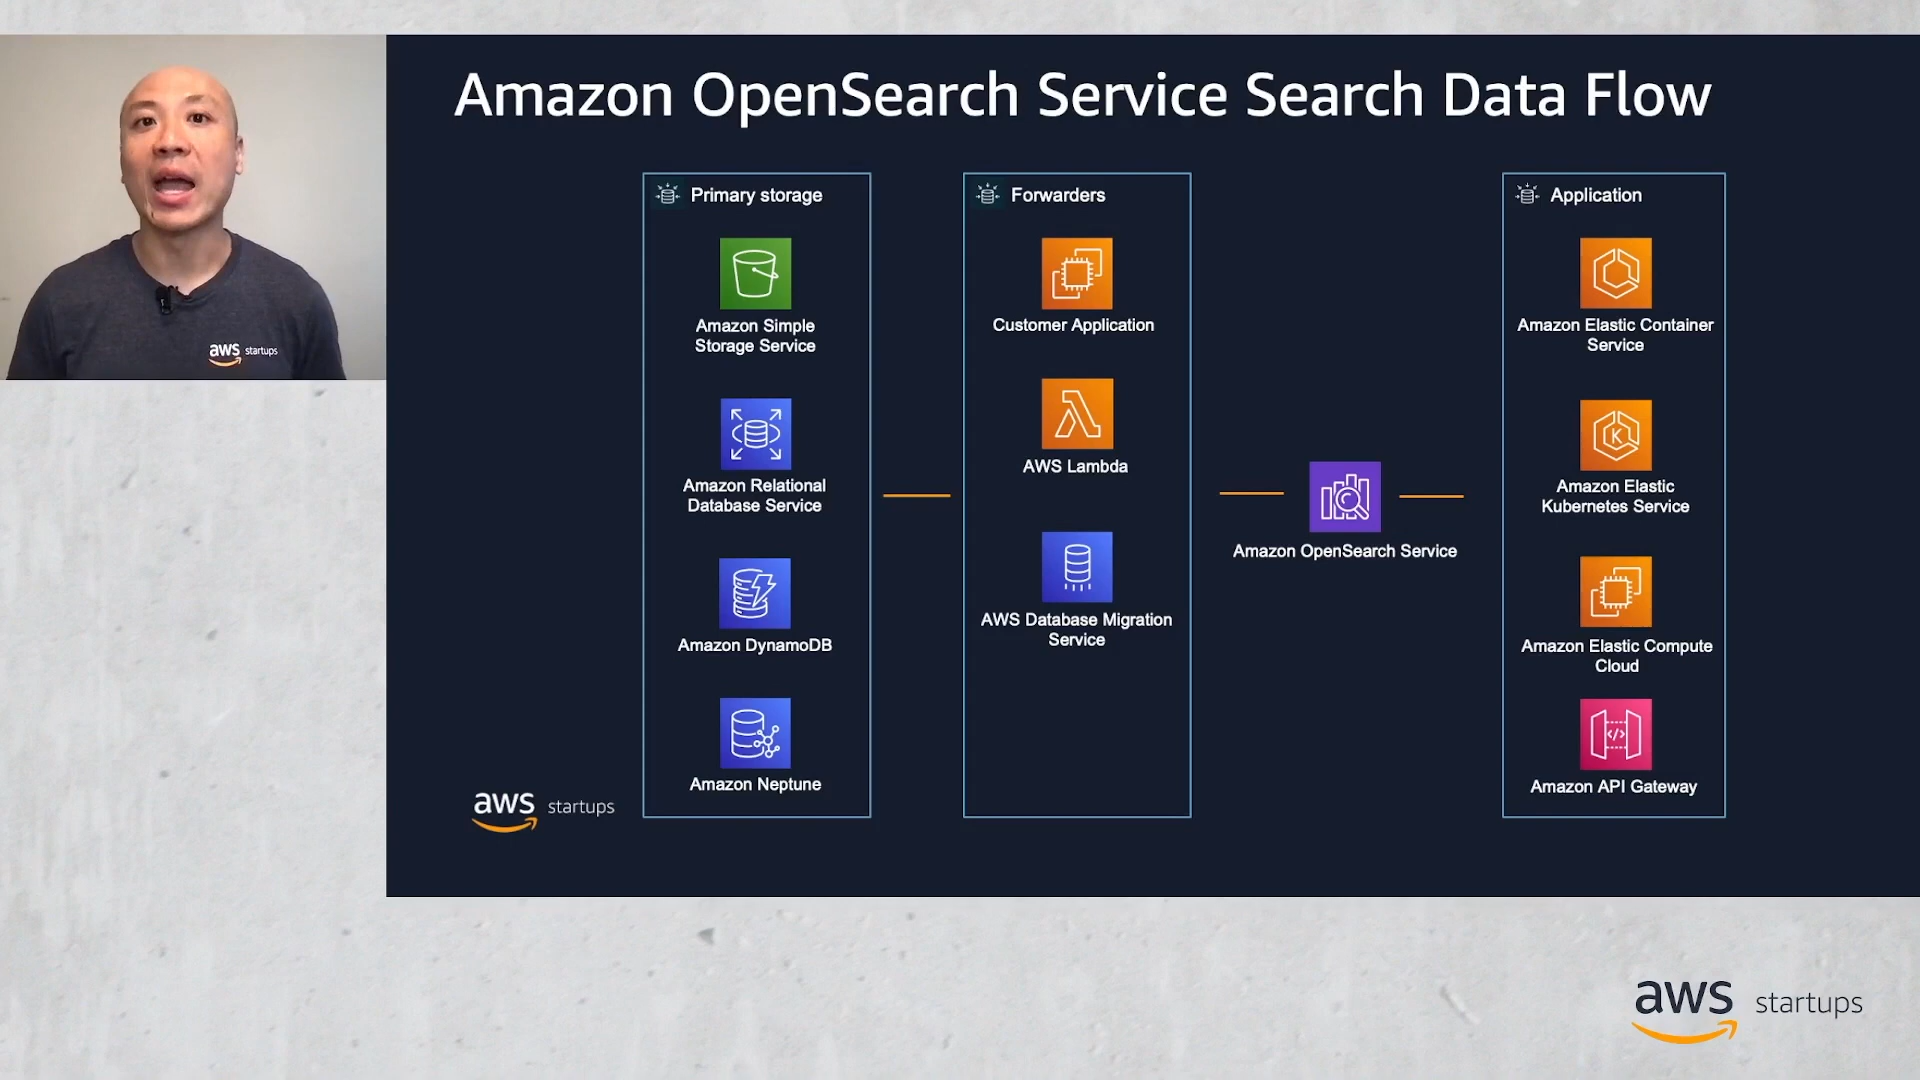 Amazon OpenSearch Service Search Data Flow
Primary storage
Amazon Simple
Storage Service
Amazon Relational
Database Service
Amazon DynamoDB
Amazon Neptune
Forwarders
Customer Application
AWS Lambda
AWS Database Migration
Service
Amazon OpenSearch Service
Application
Amazon Elastic Container
Service
Amazon Elastic
Kubernetes Service
K
Amazon Elastic Compute
Cloud
</>
Amazon API Gateway
aws startups
aws startups
aws startups